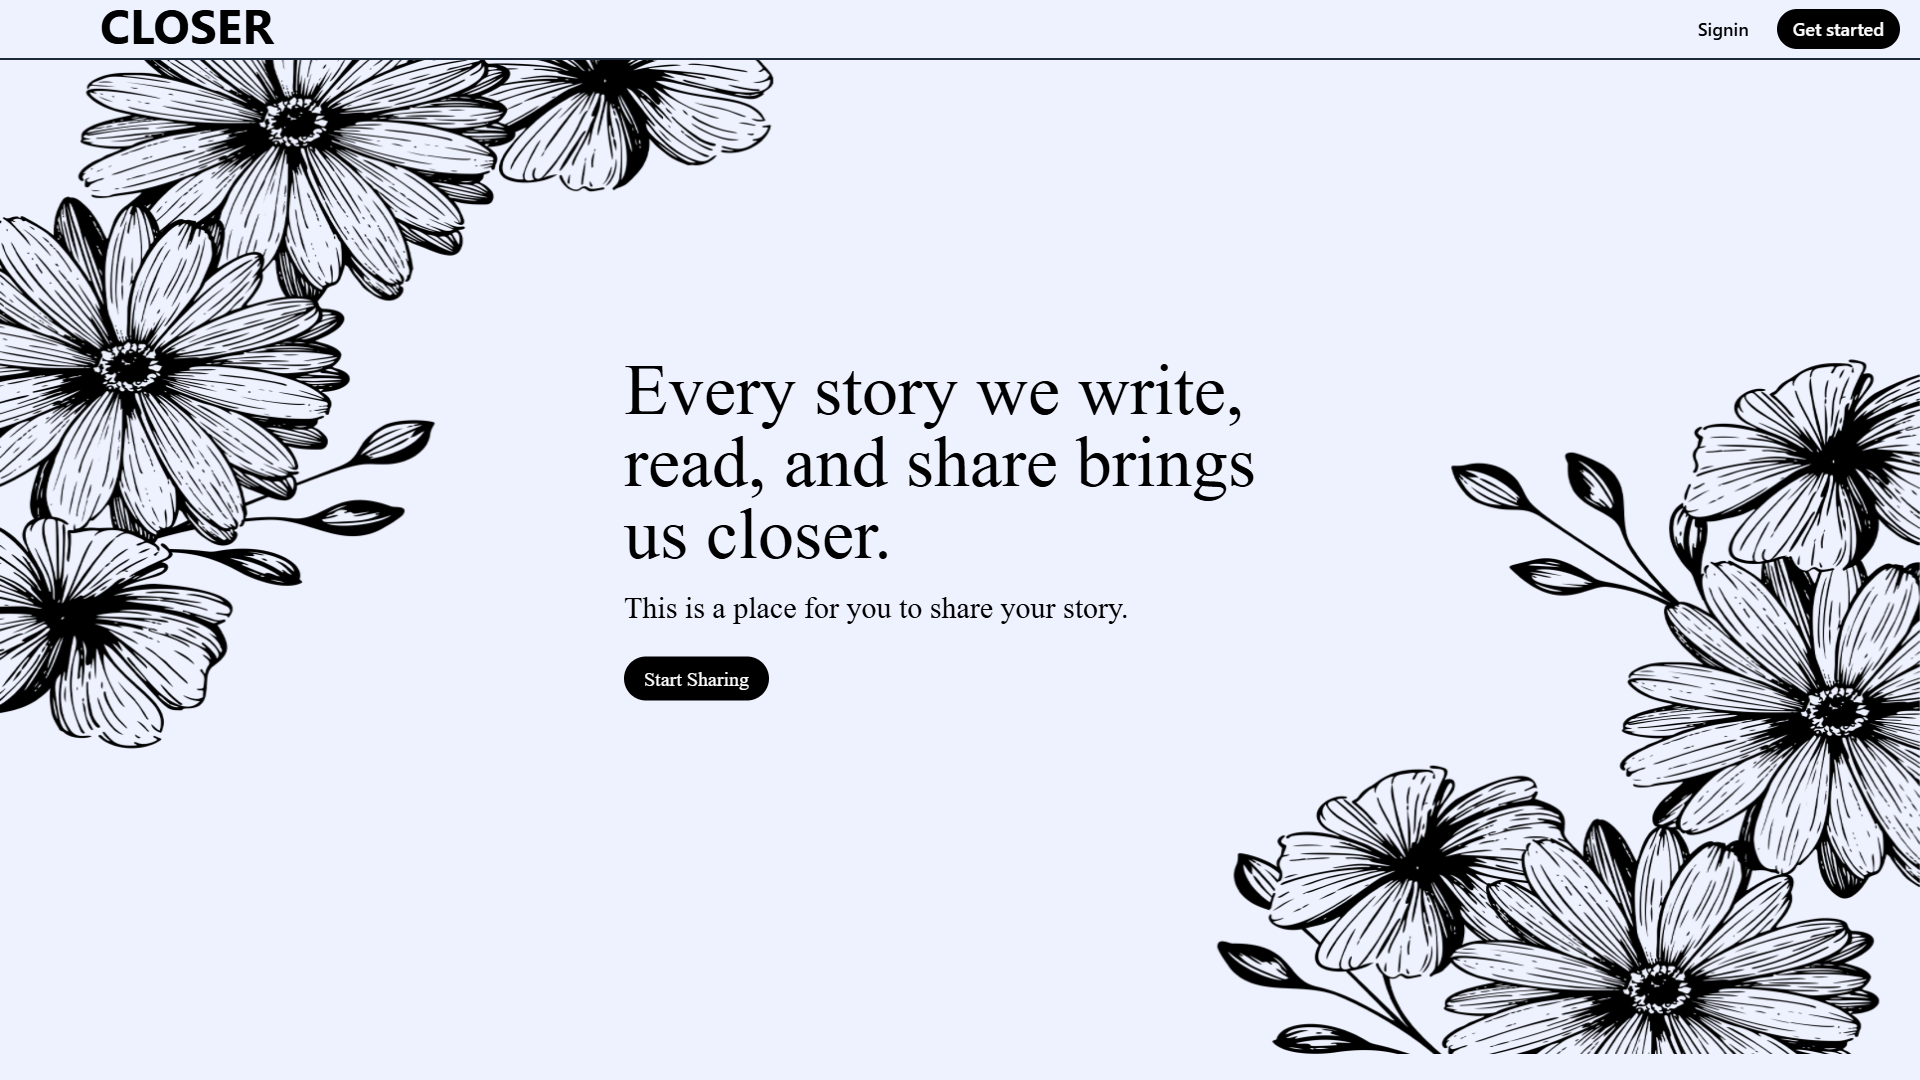 CLOSER
Signin
Get started
Every story we write,
read, and share brings
us closer.
This is a place for you to share your story.
Start Sharing